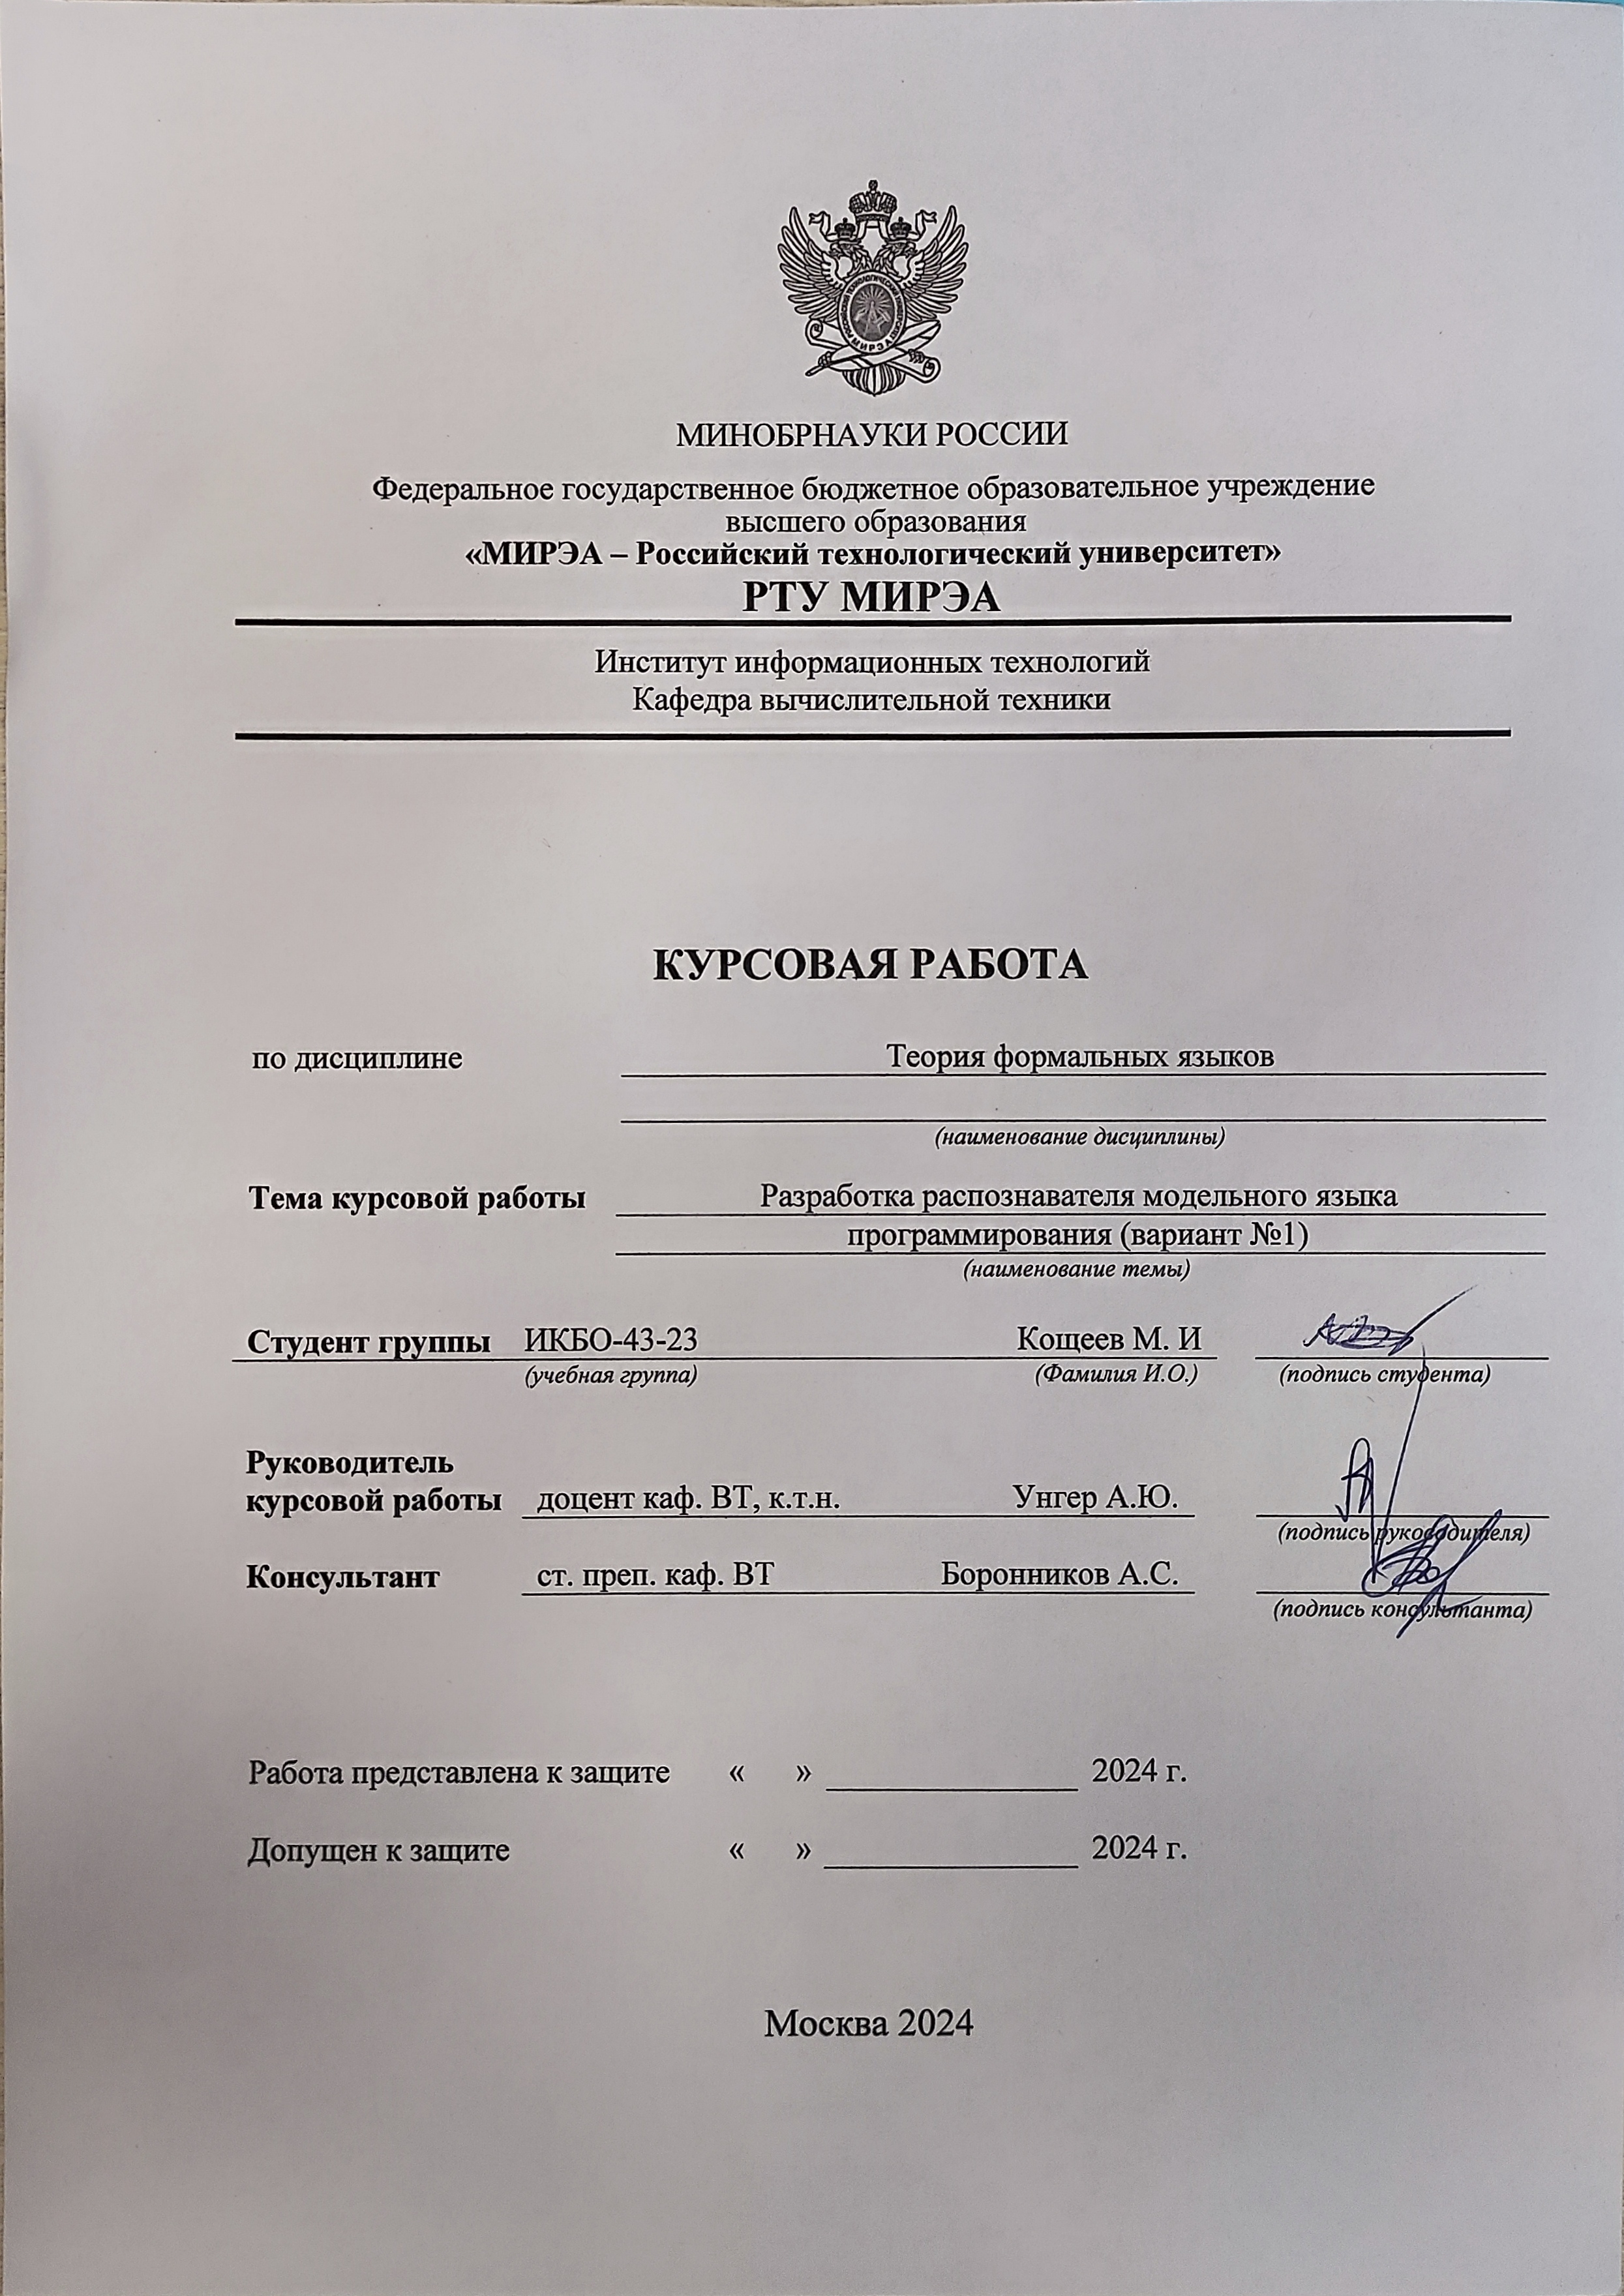 МИНОБРНАУКИ РОССИИ
Федеральное государственное бюджетное образовательное учреждение
высшего образования
«МИРЭА – Российский технологический университет»
РТУ МИРЭА
Институт информационных технологий
Кафедра вычислительной техники
КУРСОВАЯ РАБОТА
по дисциплине Теория формальных языков
(наименование дисциплины)
Тема курсовой работы Разработка распознавателя модельного языка
программирования (вариант №1)
(наименование темы)
Студент группы ИКБО-43-23 Кощеев М. И
(учебная группа) (Фамилия И.О.) (подпись студента)
Руководитель
курсовой работы доцент каф. ВТ, к.т.н. Унгер А.Ю.
(подпись руководителя)
Консультант ст. преп. каф. ВТ Боронников А.С.
(подпись консультанта)
Работа представлена к защите « » 2024 г.
Допущен к защите « » 2024 г.
Москва 2024